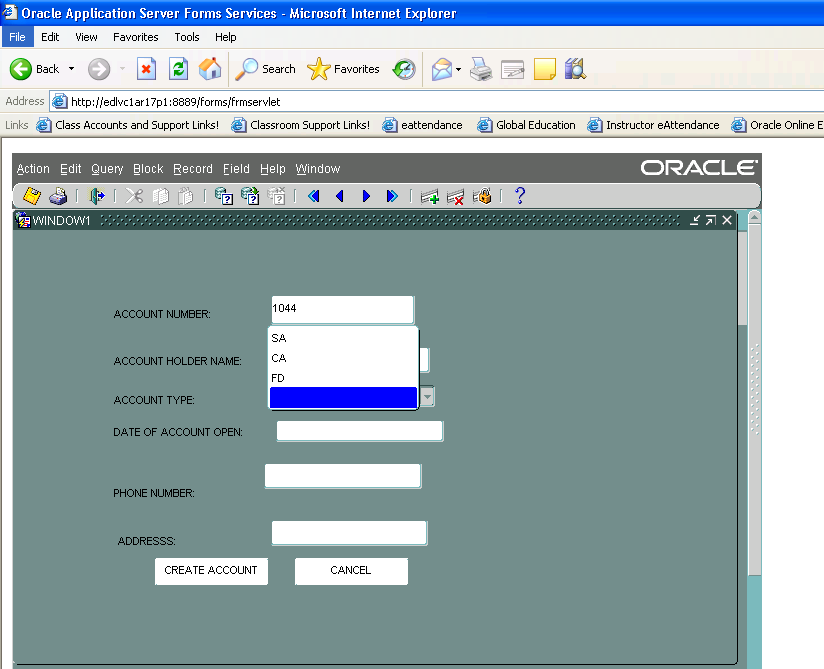 Oracle Application Server Forms Services - Microsoft Internet Explorer
File Edit View Favorites Tools Help
Back Search Favorites
Address http://edlvc1ar17p1:8889/forms/frmservlet
Links Class Accounts and Support Links! Classroom Support Links! eattendance Global Education Instructor eAttendance Oracle Online E
Action Edit Query Block Record Field Help Window ORACLE
WINDOW1
ACCOUNT NUMBER: 1044
SA
ACCOUNT HOLDER NAME: CA
FD
ACCOUNT TYPE:
DATE OF ACCOUNT OPEN:
PHONE NUMBER:
ADDRESSS:
CREATE ACCOUNT CANCEL